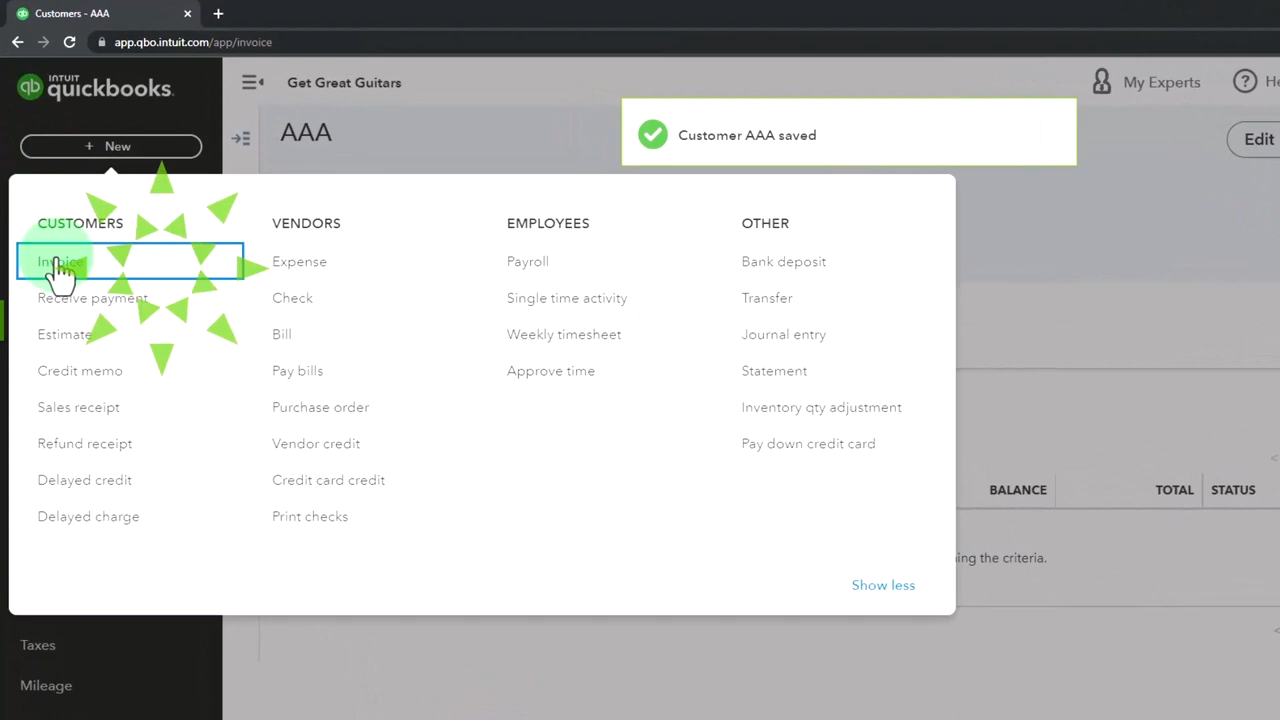 Customers - AAA
app.qbo.intuit.com/app/invoice
INTUIT
quickbooks.
Get Great Guitars
My Experts
He
+ New
AAA
Customer AAA saved
Edit
CUSTOMERS
Invoice
Receive payment
Estimate
Credit memo
Sales receipt
Refund receipt
Delayed credit
Delayed charge
VENDORS
Expense
Check
Bill
Pay bills
Purchase order
Vendor credit
Credit card credit
Print checks
EMPLOYEES
Payroll
Single time activity
Weekly timesheet
Approve time
OTHER
Bank deposit
Transfer
Journal entry
Statement
Inventory qty adjustment
Pay down credit card
Show less
BALANCE
TOTAL
STATUS
ing the criteria.
Taxes
Mileage